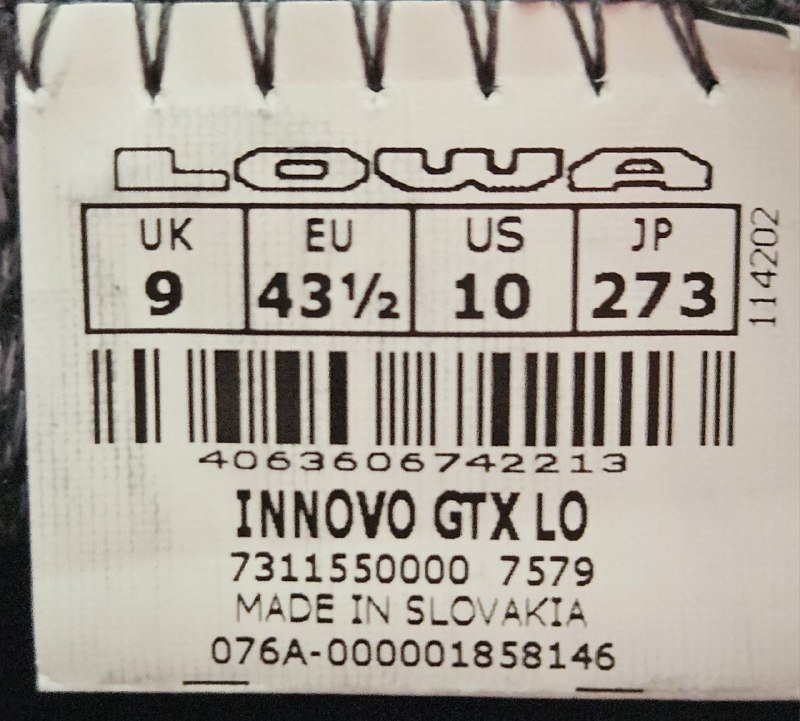 LOWA
UK EU US JP
9 43½ 10 273
114202
4063606742213
INNOVO GTX LO
7311550000 7579
MADE IN SLOVAKIA
076A-000001858146